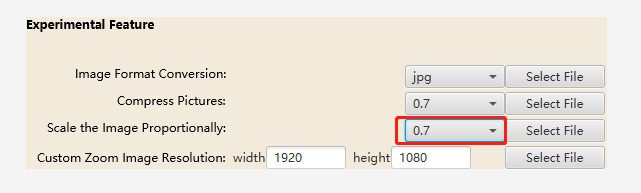 Experimental Feature
Image Format Conversion: jpg Select File
Compress Pictures: 0.7 Select File
Scale the Image Proportionally: 0.7 Select File
Custom Zoom Image Resolution: width 1920 height 1080 Select File